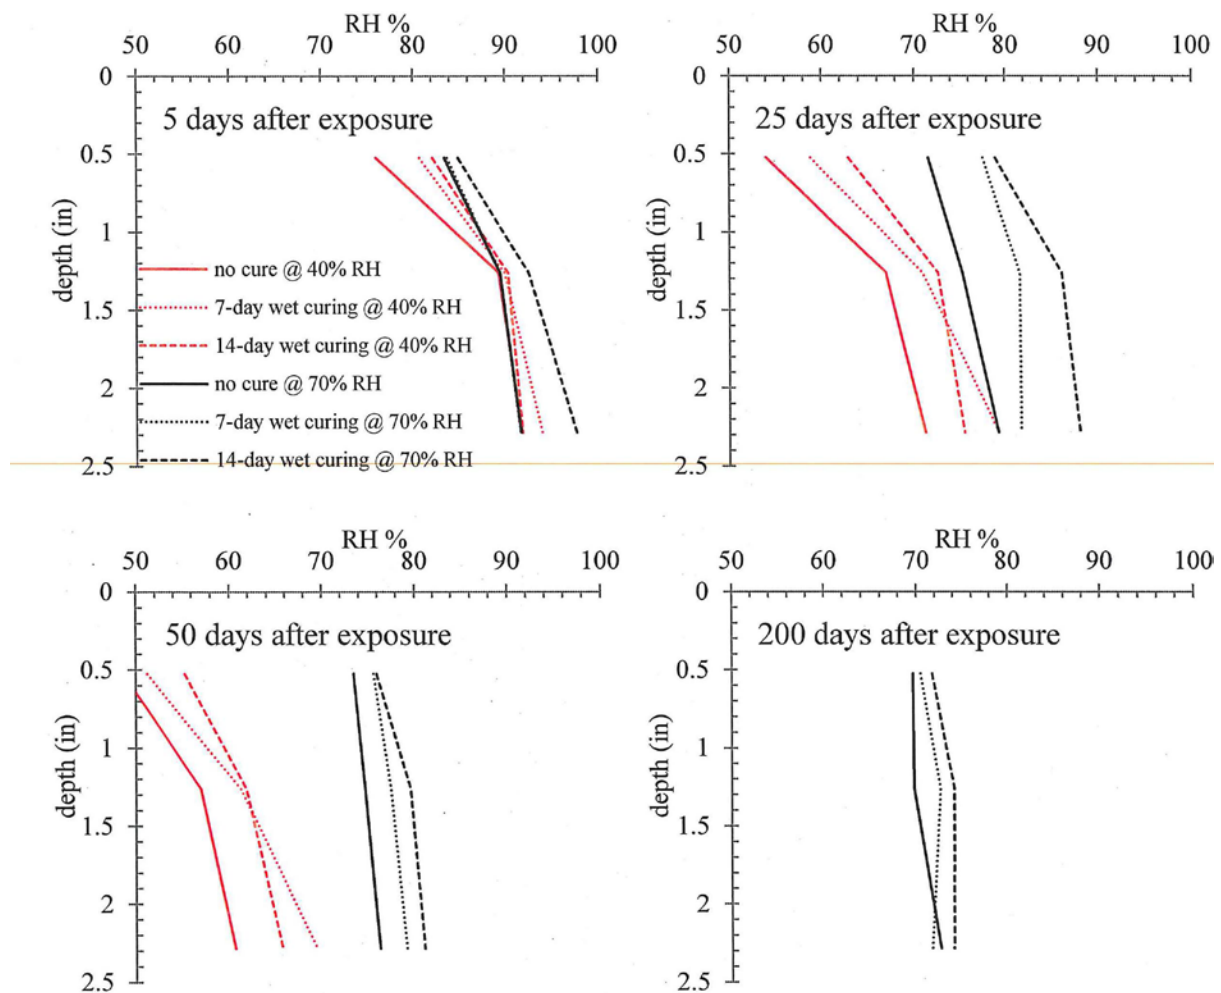 RH %
50 60 70 80 90 100
0
5 days after exposure
0.5
1
1.5
2
2.5
depth (in)
no cure @ 40% RH
7-day wet curing @ 40% RH
14-day wet curing @ 40% RH
no cure @ 70% RH
7-day wet curing @ 70% RH
14-day wet curing @ 70% RH
RH %
50 60 70 80 90 100
0
25 days after exposure
0.5
1
1.5
2
2.5
depth (in)
RH %
50 60 70 80 90 100
0
50 days after exposure
0.5
1
1.5
2
2.5
depth (in)
RH %
50 60 70 80 90 100
0
200 days after exposure
0.5
1
1.5
2
2.5
depth (in)